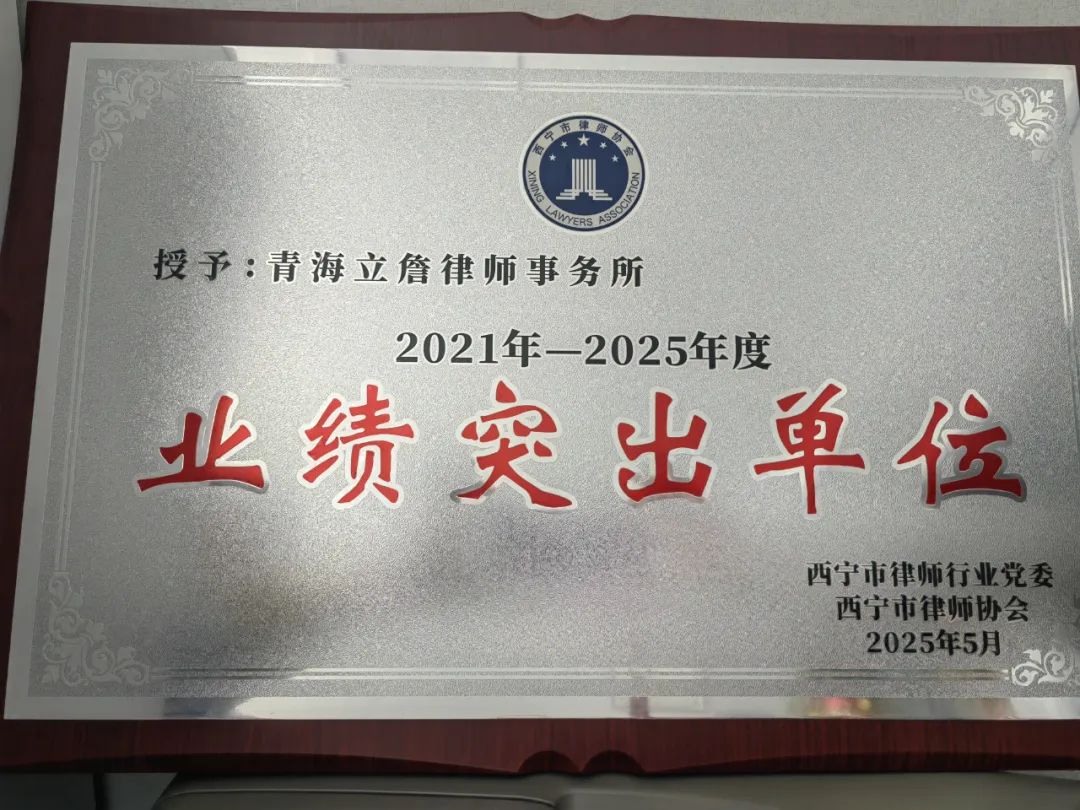 西宁市律师协会
XINING LAWYERS ASSOCIATION
授予:青海立詹律师事务所
2021年—2025年度
业绩突出单位
西宁市律师行业党委
西宁市律师协会
2025年5月